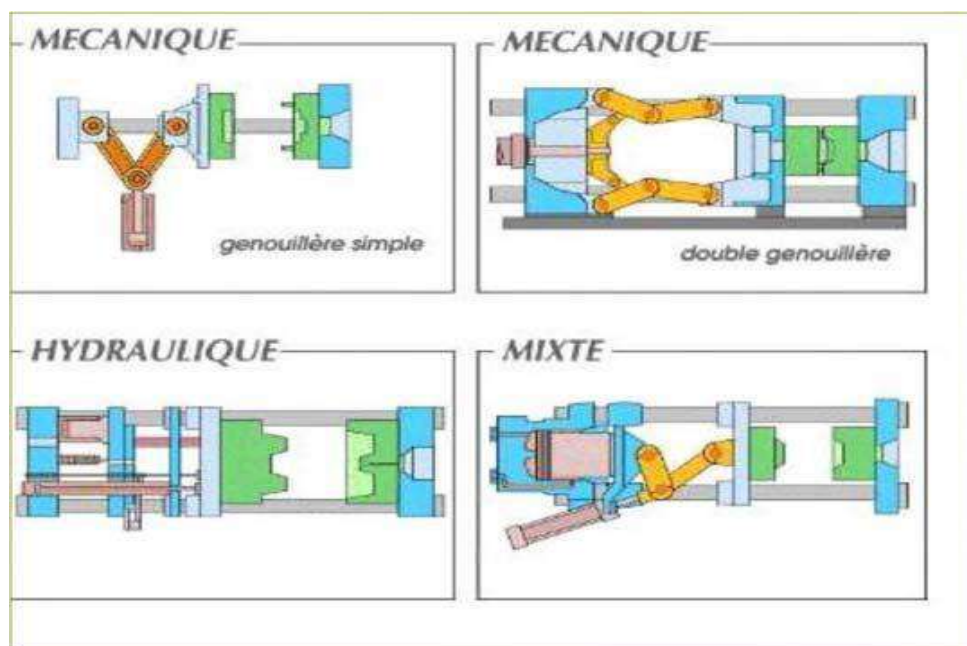 MECANIQUE
genouillère simple
MECANIQUE
double genouillère
HYDRAULIQUE
MIXTE